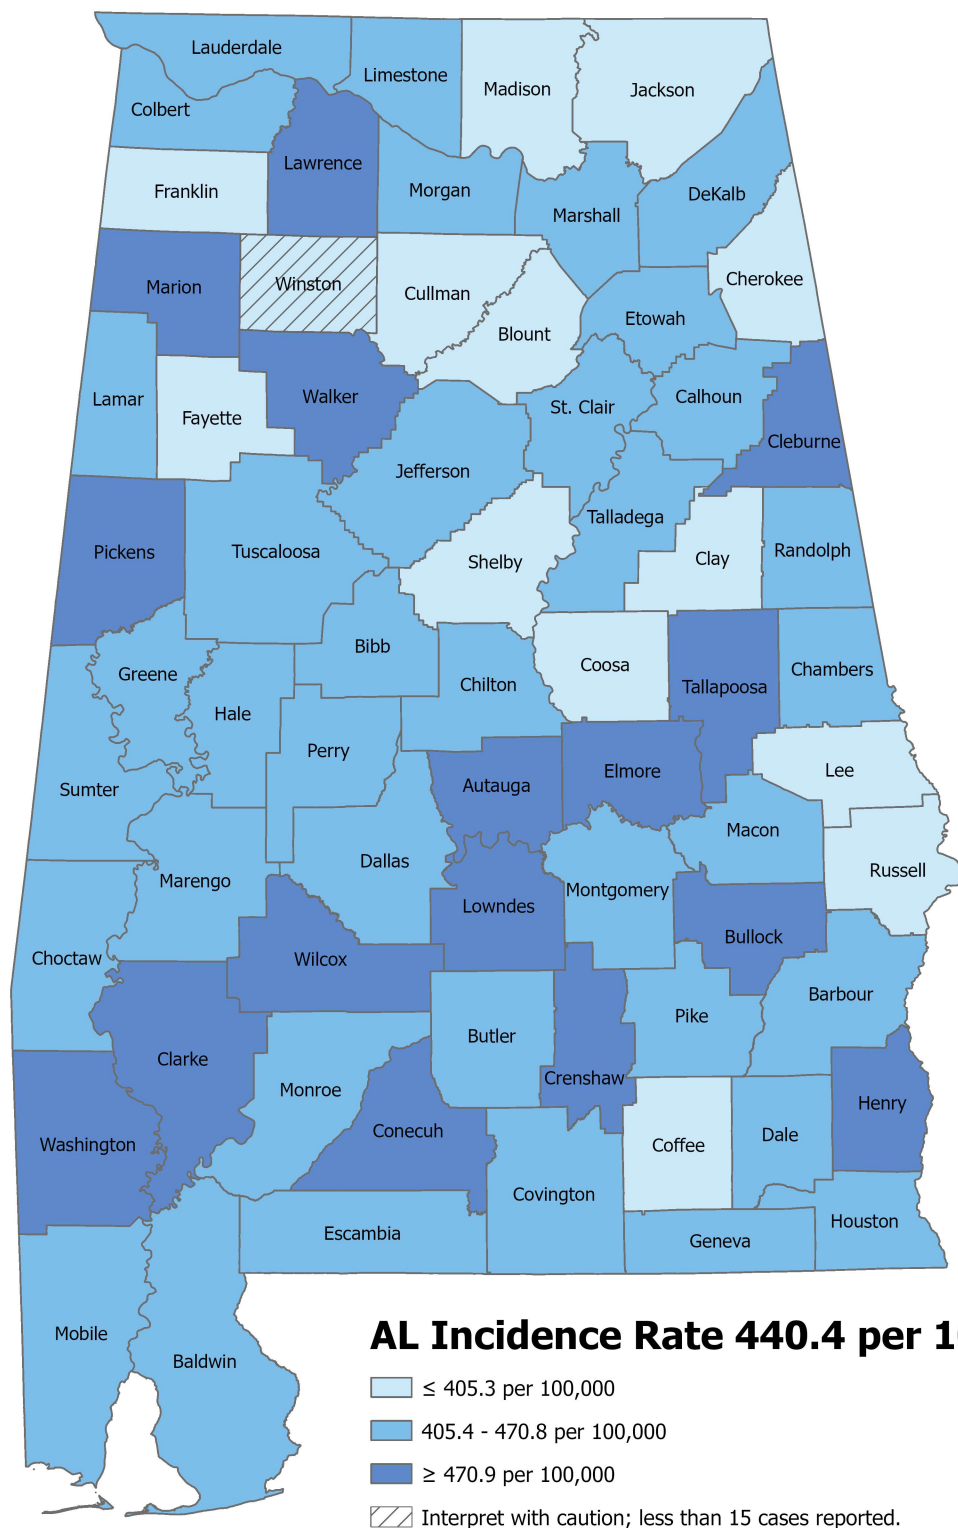 Lauderdale
Limestone
Madison
Jackson
Colbert
Lawrence
Franklin
Morgan
DeKalb
Marshall
Cherokee
Marion
Winston
Cullman
Etowah
Blount
Lamar
Walker
Calhoun
St. Clair
Fayette
Cleburne
Jefferson
Talladega
Pickens
Tuscaloosa
Randolph
Clay
Shelby
Bibb
Coosa
Chambers
Greene
Chilton
Tallapoosa
Hale
Perry
Elmore
Lee
Autauga
Sumter
Macon
Dallas
Russell
Marengo
Montgomery
Lowndes
Bullock
Choctaw
Wilcox
Barbour
Pike
Butler
Clarke
Crenshaw
Monroe
Henry
Conecuh
Dale
Washington
Coffee
Covington
Houston
Escambia
Geneva
Mobile
Baldwin
AL Incidence Rate 440.4 per 1
≤ 405.3 per 100,000
405.4 - 470.8 per 100,000
≥ 470.9 per 100,000
Interpret with caution; less than 15 cases reported.